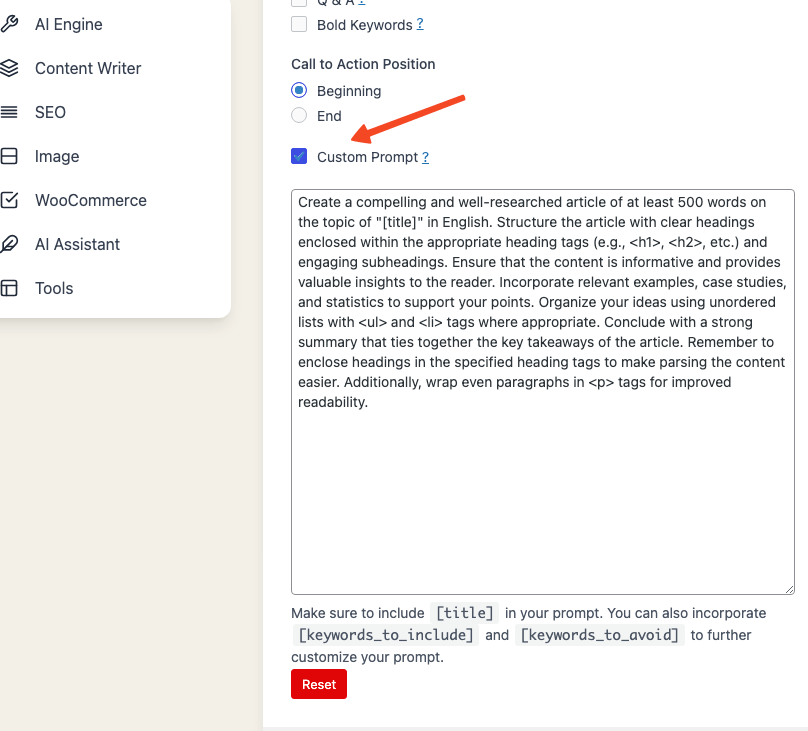 AI Engine
Content Writer
SEO
Image
WooCommerce
AI Assistant
Tools
Q & A ?
Bold Keywords ?
Call to Action Position
Beginning
End
Custom Prompt ?
Create a compelling and well-researched article of at least 500 words on
the topic of "[title]" in English. Structure the article with clear headings
enclosed within the appropriate heading tags (e.g., <h1>, <h2>, etc.) and
engaging subheadings. Ensure that the content is informative and provides
valuable insights to the reader. Incorporate relevant examples, case studies,
and statistics to support your points. Organize your ideas using unordered
lists with <ul> and <li> tags where appropriate. Conclude with a strong
summary that ties together the key takeaways of the article. Remember to
enclose headings in the specified heading tags to make parsing the content
easier. Additionally, wrap even paragraphs in <p> tags for improved
readability.
Make sure to include [title] in your prompt. You can also incorporate
[keywords_to_include] and [keywords_to_avoid] to further
customize your prompt.
Reset